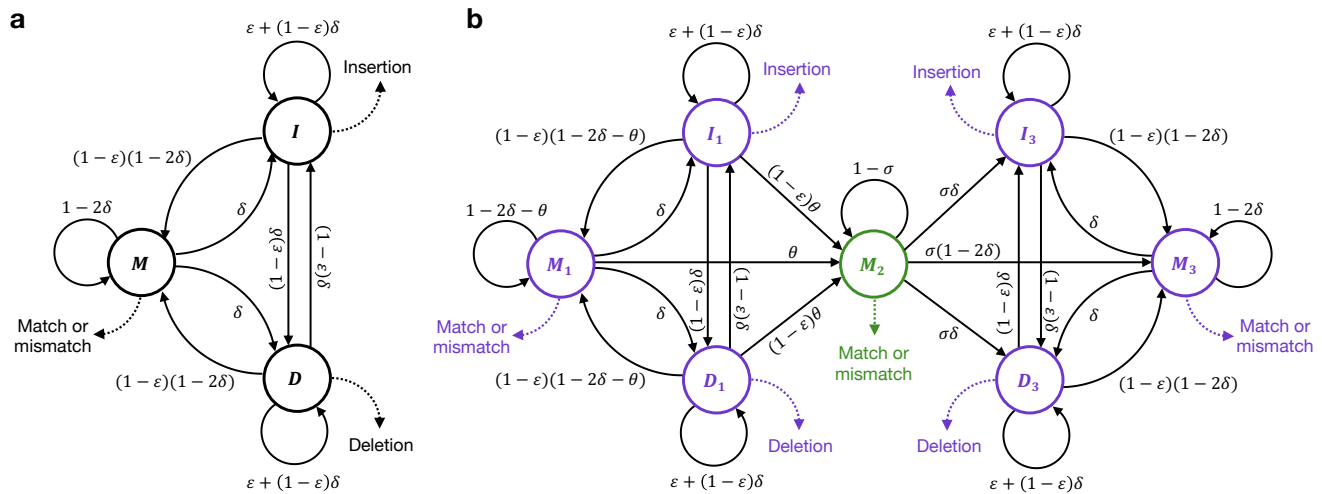 a
ε + (1 − ε)δ
Insertion
I
(1 − ε)(1 − 2δ)
1 − 2δ
δ
M
(1 − ε)δ
(1 − ε)δ
Match or
mismatch
δ
(1 − ε)(1 − 2δ)
D
Deletion
ε + (1 − ε)δ
b
ε + (1 − ε)δ
Insertion
I₁
(1 − ε)(1 − 2δ − θ)
1 − 2δ − θ
δ
(1 − ε)θ
M₁
θ
(1 − ε)δ
(1 − ε)δ
Match or
mismatch
δ
(1 − ε)θ
(1 − ε)(1 − 2δ − θ)
D₁
Deletion
ε + (1 − ε)δ
1 − σ
M₂
Match or
mismatch
ε + (1 − ε)δ
Insertion
I₃
(1 − ε)(1 − 2δ)
σδ
δ
1 − 2δ
σ(1 − 2δ)
M₃
(1 − ε)δ
(1 − ε)δ
σδ
δ
Match or
mismatch
D₃
(1 − ε)(1 − 2δ)
Deletion
ε + (1 − ε)δ